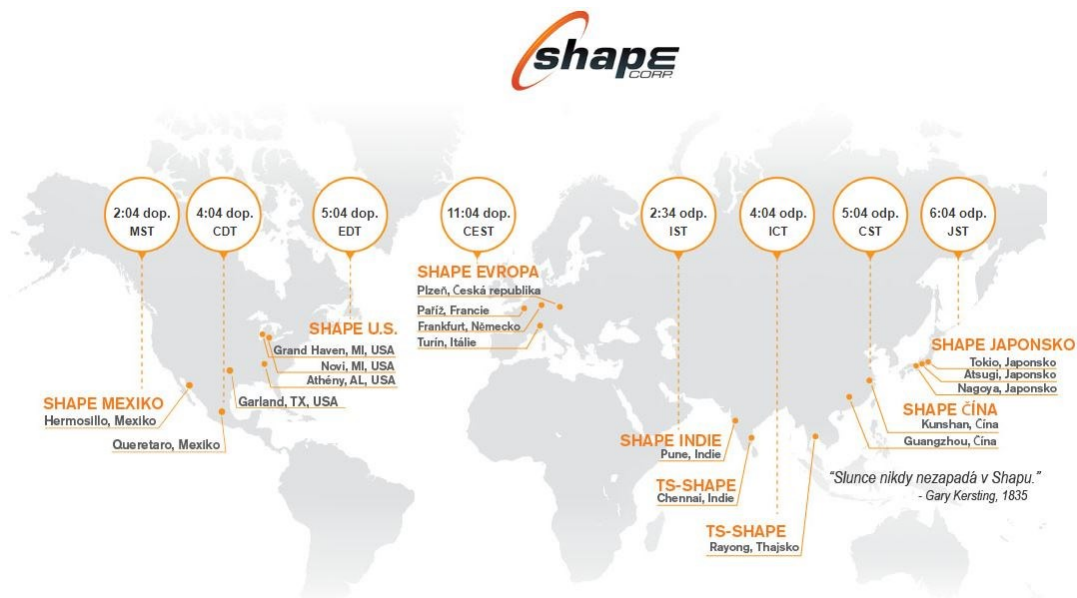 shape
CORP.
2:04 dop.
MST
4:04 dop.
CDT
5:04 dop.
EDT
11:04 dop.
CEST
2:34 odp.
IST
4:04 odp.
ICT
5:04 odp.
CST
6:04 odp.
JST
SHAPE MEXIKO
Hermosillo, Mexiko
Queretaro, Mexiko
SHAPE U.S.
Grand Haven, MI, USA
Novi, MI, USA
Athény, AL, USA
Garland, TX, USA
SHAPE EVROPA
Plzeň, Česká republika
Paříž, Francie
Frankfurt, Německo
Turín, Itálie
SHAPE INDIE
Pune, Indie
TS-SHAPE
Chennai, Indie
TS-SHAPE
Rayong, Thajsko
SHAPE JAPONSKO
Tokio, Japonsko
Atsugi, Japonsko
Nagoya, Japonsko
SHAPE ČÍNA
Kunshan, Čína
Guangzhou, Čína
“Slunce nikdy nezapadá v Shapu.”
- Gary Kersting, 1835